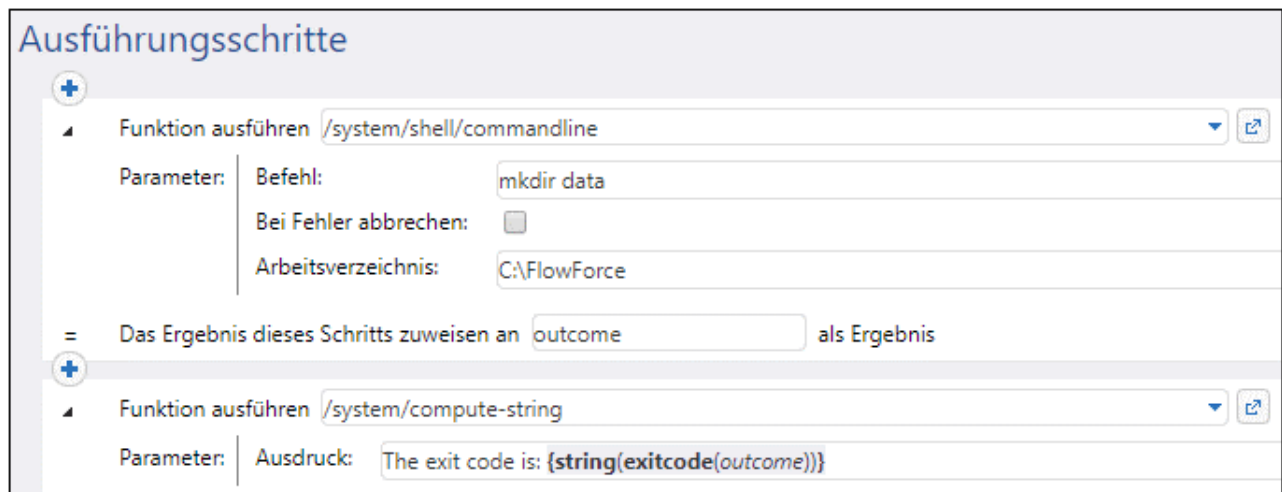 Ausführungsschritte
Funktion ausführen /system/shell/commandline
Parameter: Befehl: mkdir data
Bei Fehler abbrechen:
Arbeitsverzeichnis: C:\FlowForce
= Das Ergebnis dieses Schritts zuweisen an outcome als Ergebnis
Funktion ausführen /system/compute-string
Parameter: Ausdruck: The exit code is: {string(exitcode(outcome))}